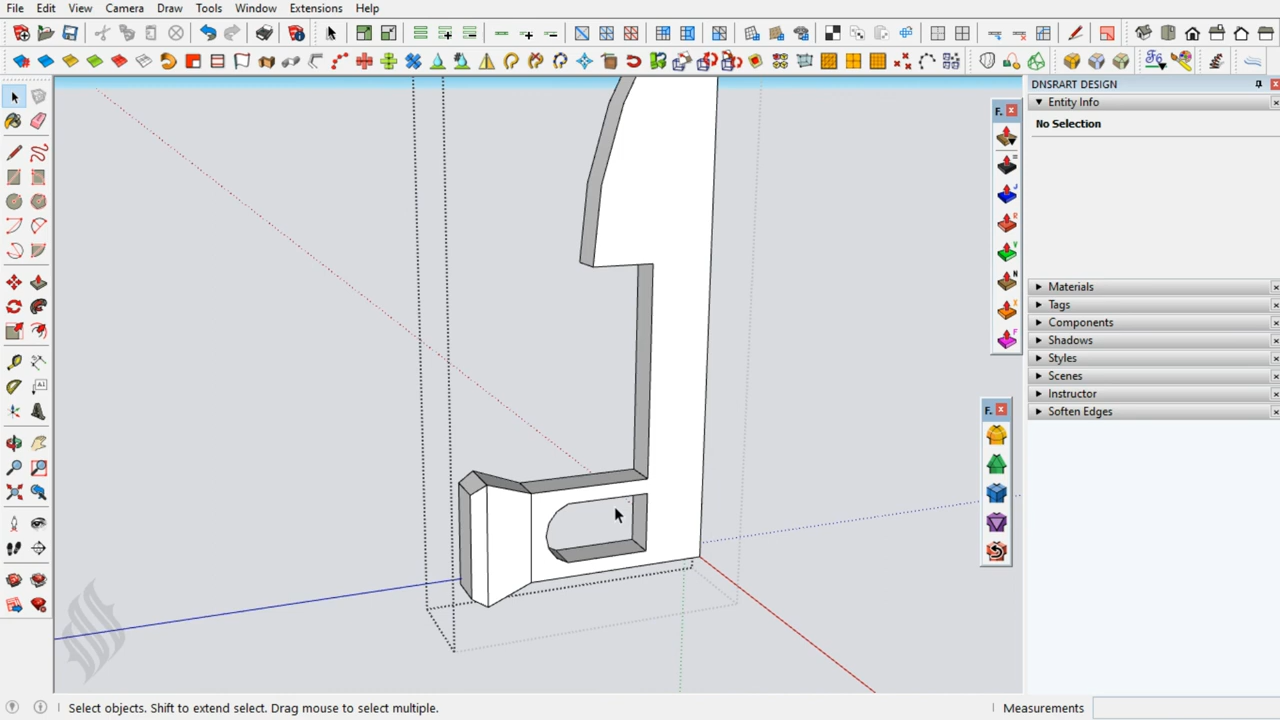 File Edit View Camera Draw Tools Window Extensions Help
DNSRART DESIGN
Entity Info
No Selection
F.
Materials
Tags
Components
Shadows
Styles
Scenes
Instructor
Soften Edges
F.
Select objects. Shift to extend select. Drag mouse to select multiple.
Measurements